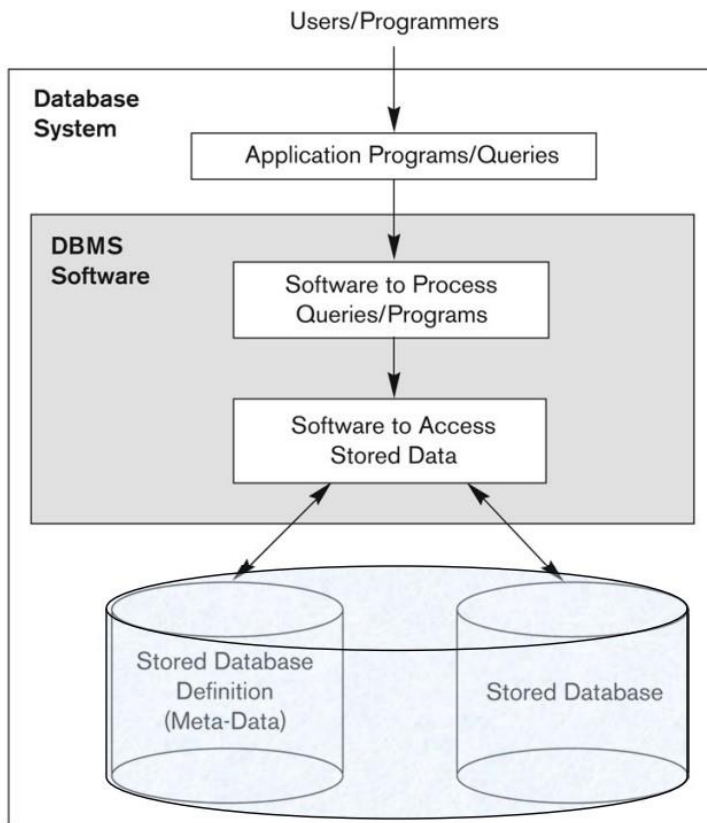 Users/Programmers
Database
System
Application Programs/Queries
DBMS
Software
Software to Process
Queries/Programs
Software to Access
Stored Data
Stored Database
Definition
(Meta-Data)
Stored Database